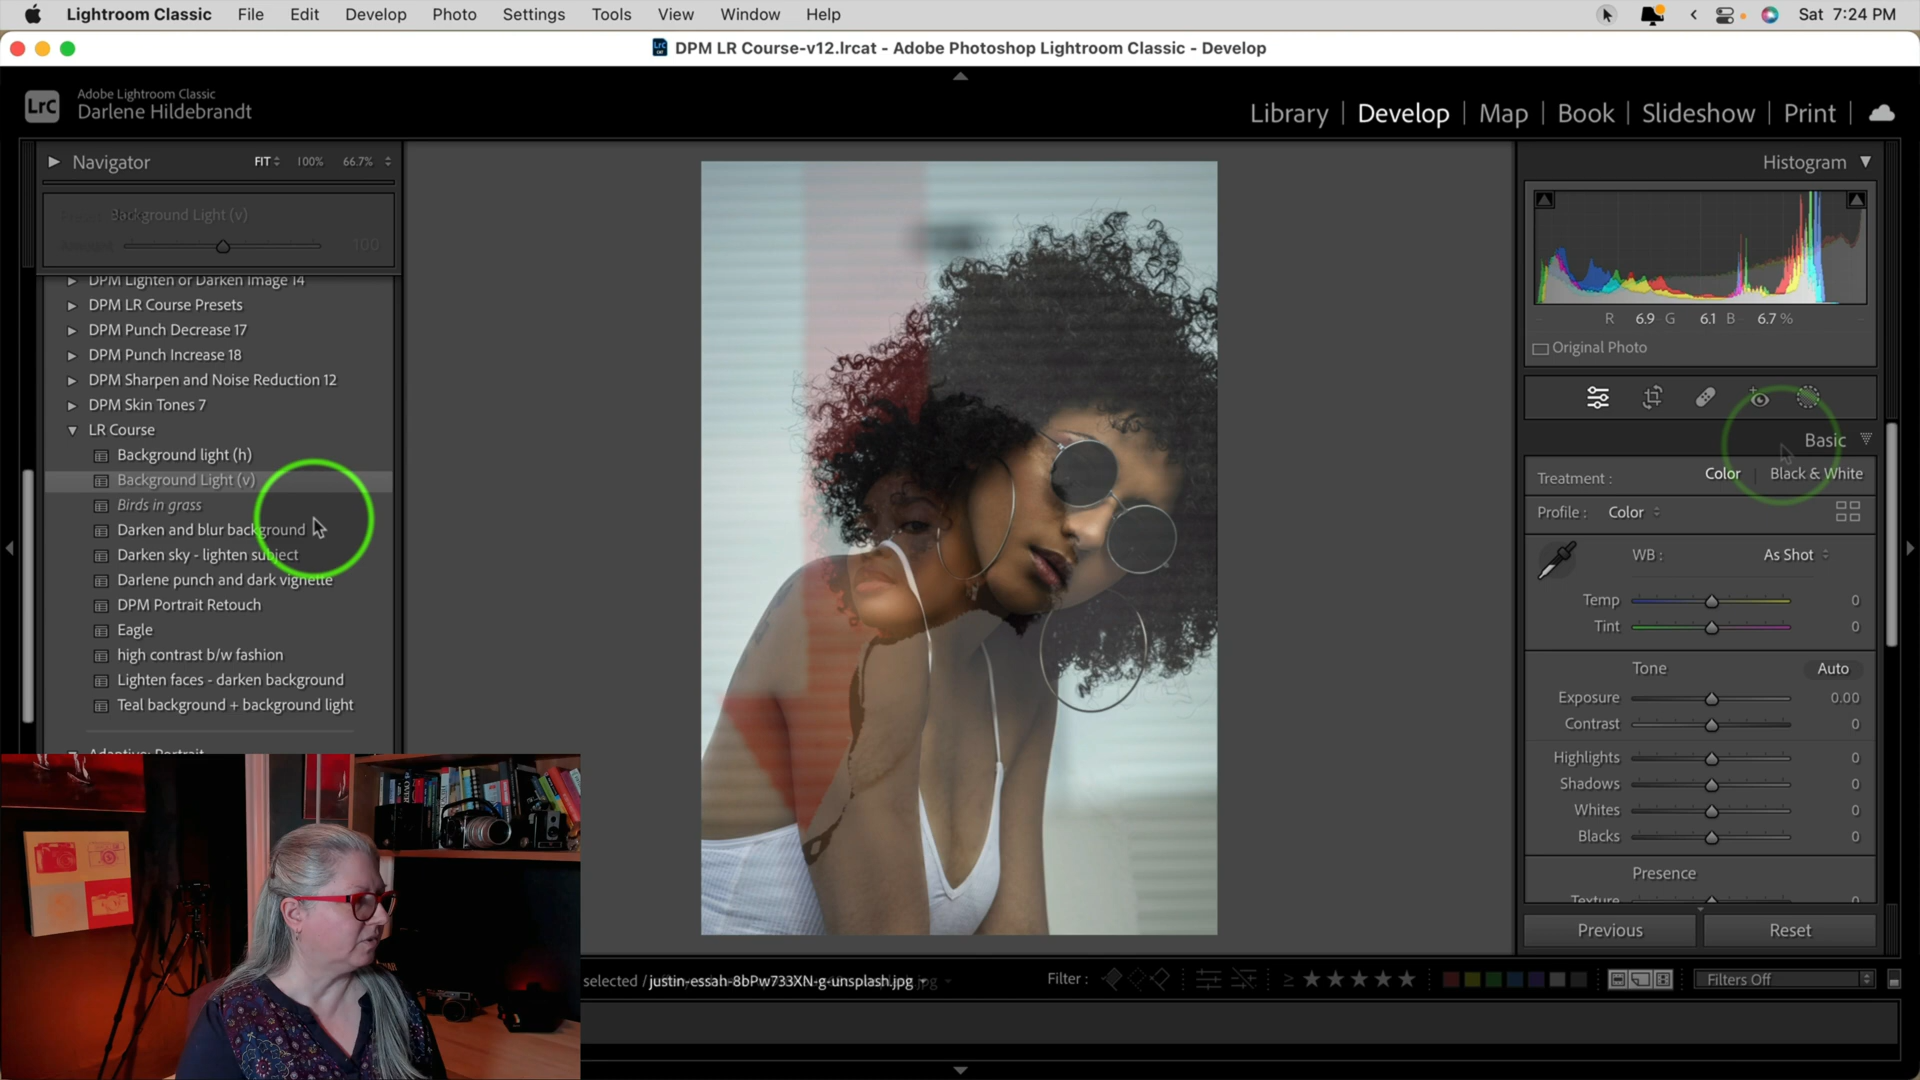 Lightroom Classic File Edit Develop Photo Settings Tools View Window Help Sat 7:24 PM
DPM LR Course-v12.lrcat - Adobe Photoshop Lightroom Classic - Develop
LrC
Adobe Lightroom Classic
Darlene Hildebrandt
Library | Develop | Map | Book | Slideshow | Print |
Navigator FIT 100% 66.7%
Background Light (v)
100
DPM Lighten or Darken Image 14
DPM LR Course Presets
DPM Punch Decrease 17
DPM Punch Increase 18
DPM Sharpen and Noise Reduction 12
DPM Skin Tones 7
LR Course
Background light (h)
Background Light (v)
Birds in grass
Darken and blur background
Darken sky - lighten subject
Darlene punch and dark vignette
DPM Portrait Retouch
Eagle
high contrast b/w fashion
Lighten faces - darken background
Teal background + background light
Adaptive: Portrait
Histogram
R 6.9 G 6.1 B 6.7 %
Original Photo
Basic
Treatment : Color | Black & White
Profile : Color
WB : As Shot
Temp 0
Tint 0
Tone Auto
Exposure 0.00
Contrast 0
Highlights 0
Shadows 0
Whites 0
Blacks 0
Presence
Texture 0
Previous Reset
selected / justin-essah-8bPw733XN-g-unsplash.jpg
Filter : Filters Off